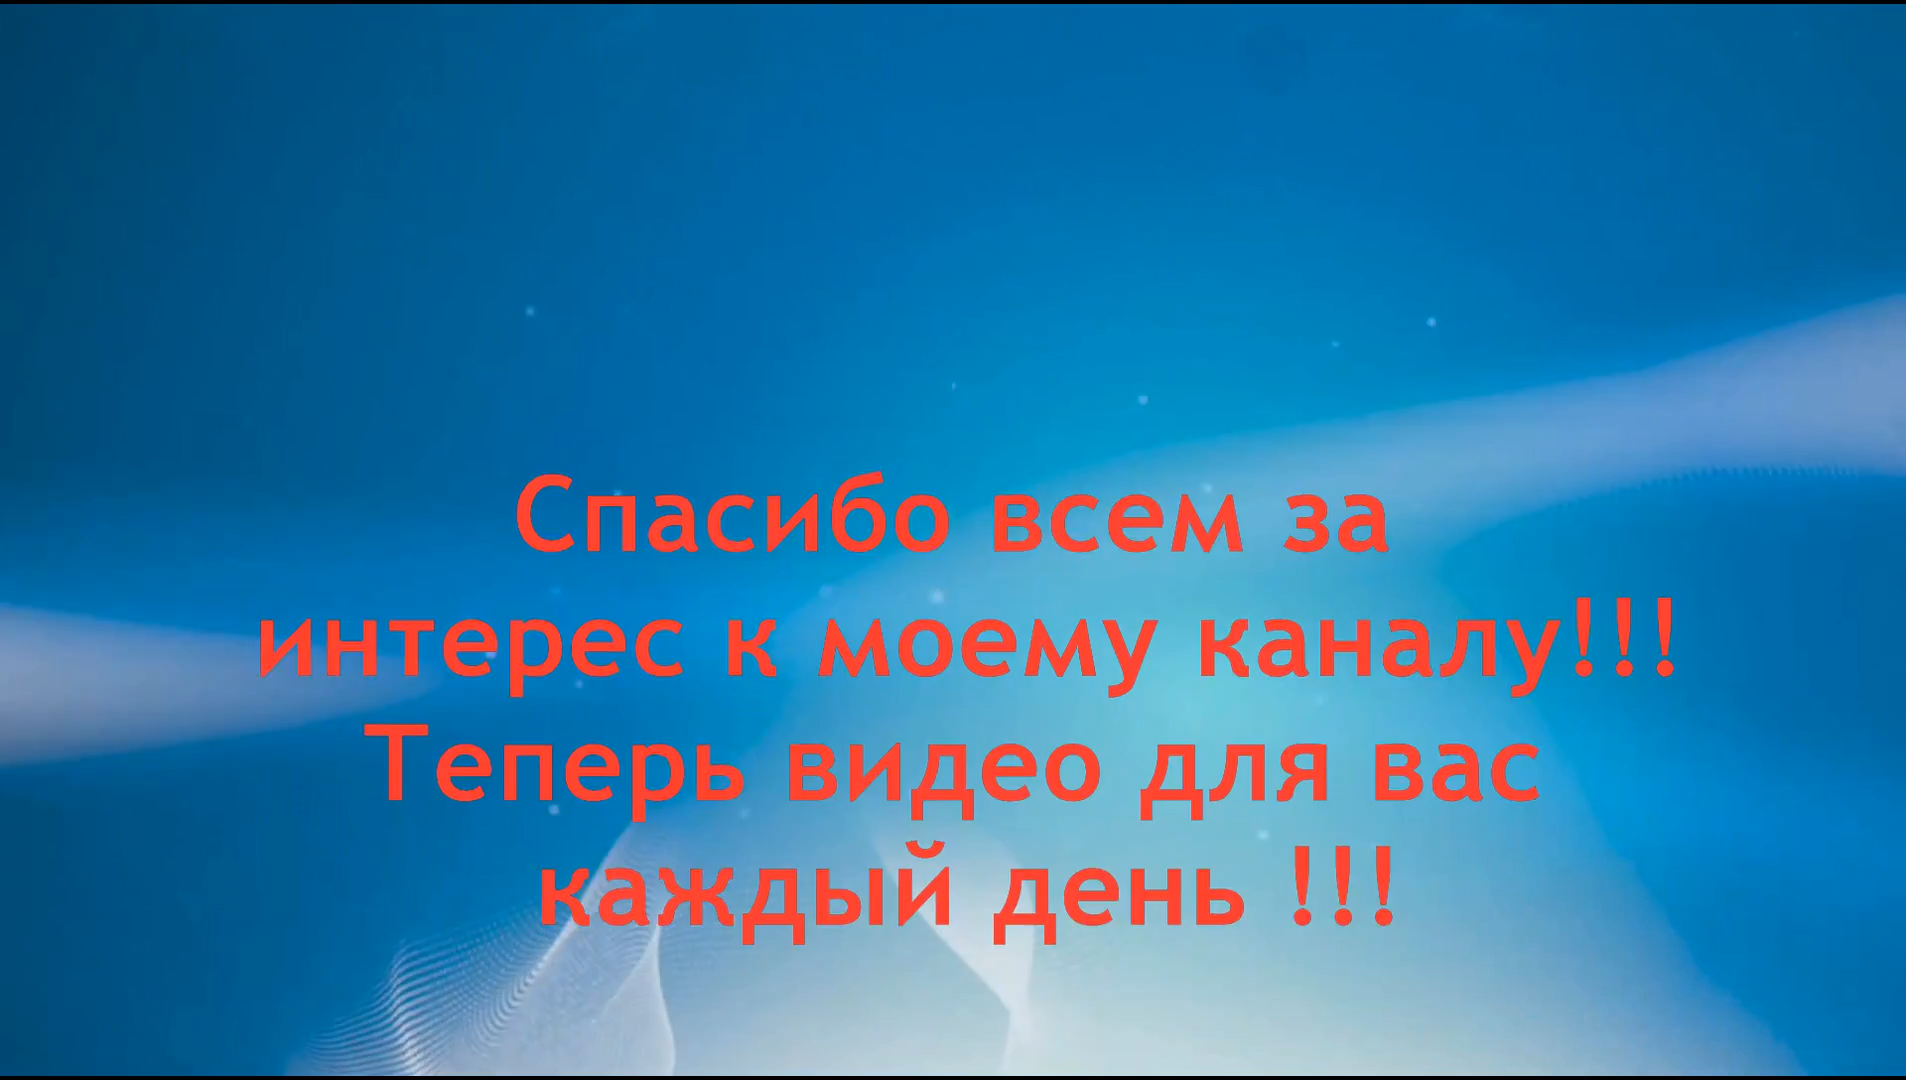 Спасибо всем за
интерес к моему каналу!!!
Теперь видео для вас
каждый день !!!